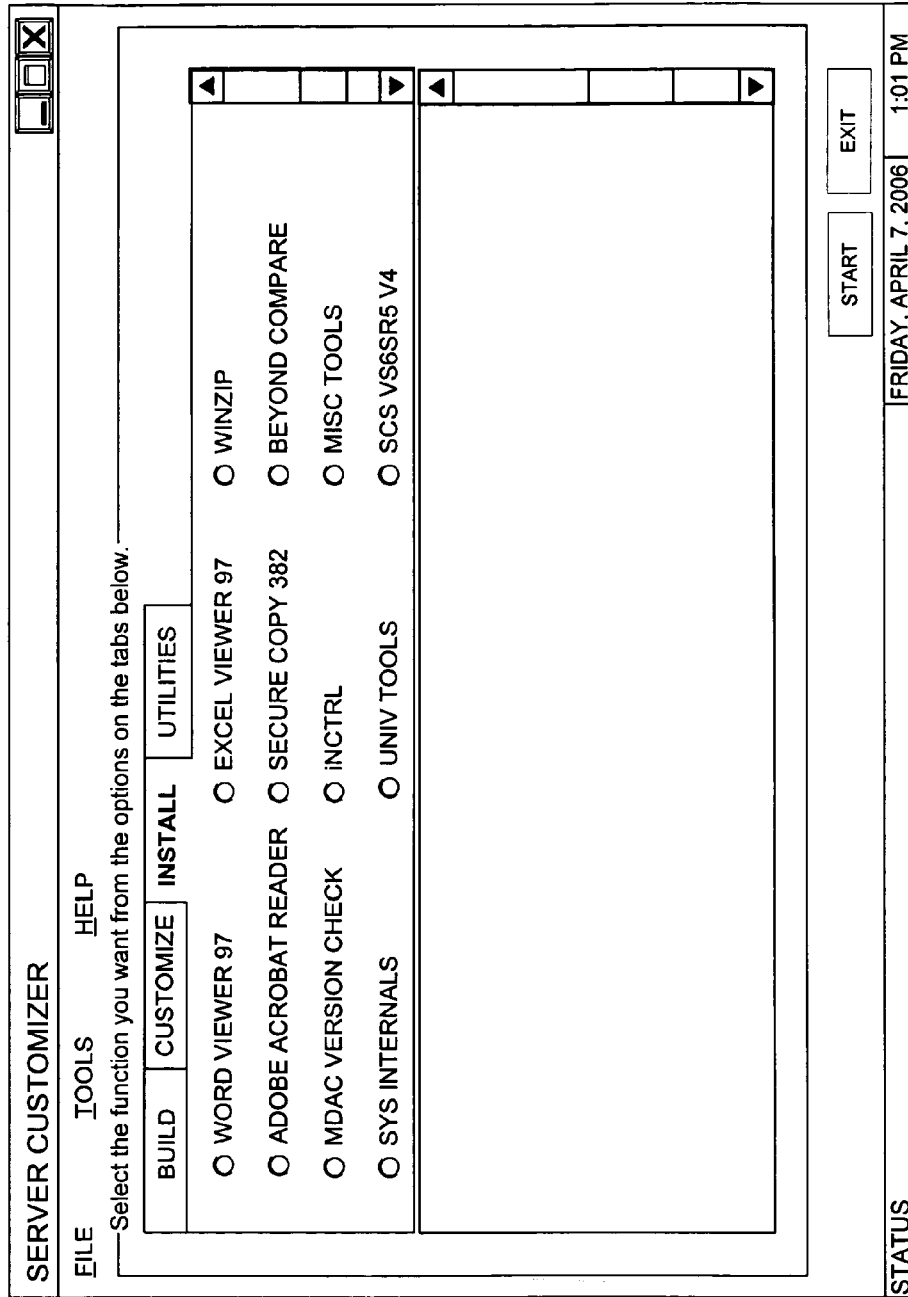 SERVER CUSTOMIZER
FILE TOOLS HELP
Select the function you want from the options on the tabs below.
BUILD CUSTOMIZE INSTALL UTILITIES
WORD VIEWER 97 EXCEL VIEWER 97 WINZIP
ADOBE ACROBAT READER SECURE COPY 382 BEYOND COMPARE
MDAC VERSION CHECK iNCTRL MISC TOOLS
SYS INTERNALS UNIV TOOLS SCS VS6SR5 V4
START EXIT
STATUS FRIDAY, APRIL 7, 2006 1:01 PM